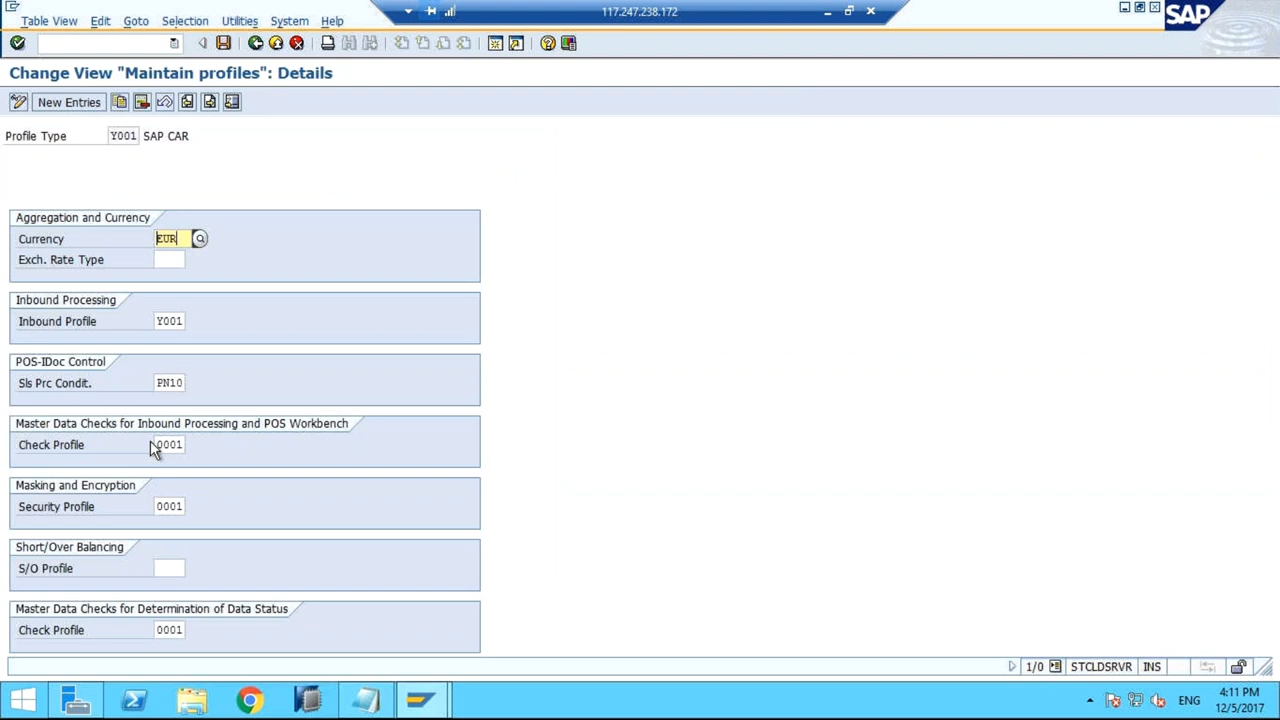 117.247.238.172
Table View Edit Goto Selection Utilities System Help
SAP
Change View "Maintain profiles": Details
New Entries
Profile Type Y001 SAP CAR
Aggregation and Currency
Currency EUR
Exch. Rate Type
Inbound Processing
Inbound Profile Y001
POS-IDoc Control
Sls Prc Condit. PN10
Master Data Checks for Inbound Processing and POS Workbench
Check Profile 0001
Masking and Encryption
Security Profile 0001
Short/Over Balancing
S/O Profile
Master Data Checks for Determination of Data Status
Check Profile 0001
1/0 STCLDSRVR INS
ENG 4:11 PM
12/5/2017